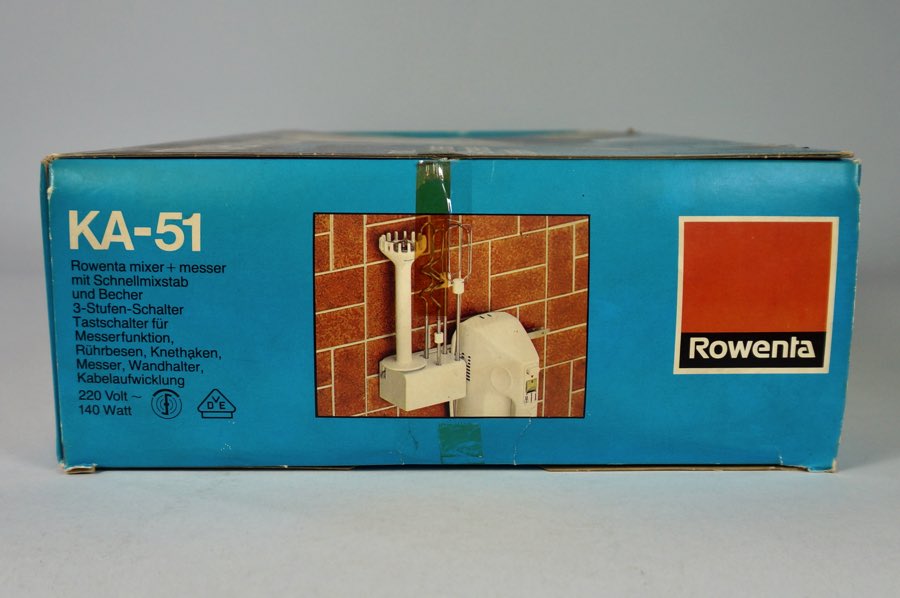 KA-51
Rowenta mixer + messer
mit Schnellmixstab
und Becher
3-Stufen-Schalter
Tastschalter für
Messerfunktion,
Rührbesen, Knethaken,
Messer, Wandhalter,
Kabelaufwicklung
220 Volt ~
140 Watt
VDE
Rowenta